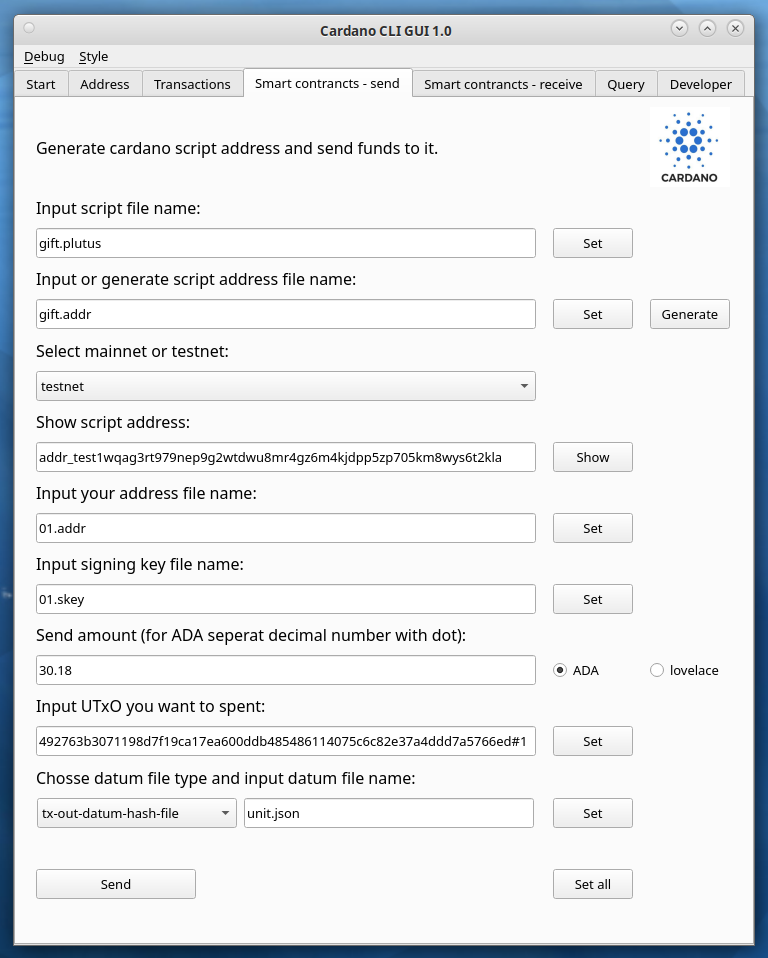 Cardano CLI GUI 1.0
Debug Style
Start Address Transactions Smart contrancts - send Smart contrancts - receive Query Developer
Generate cardano script address and send funds to it.
CARDANO
Input script file name:
gift.plutus Set
Input or generate script address file name:
gift.addr Set Generate
Select mainnet or testnet:
testnet
Show script address:
addr_test1wqag3rt979nep9g2wtdwu8mr4gz6m4kjdpp5zp705km8wys6t2kla Show
Input your address file name:
01.addr Set
Input signing key file name:
01.skey Set
Send amount (for ADA seperat decimal number with dot):
30.18 ADA lovelace
Input UTxO you want to spent:
492763b3071198d7f19ca17ea600ddb485486114075c6c82e37a4ddd7a5766ed#1 Set
Chosse datum file type and input datum file name:
tx-out-datum-hash-file unit.json Set
Send Set all